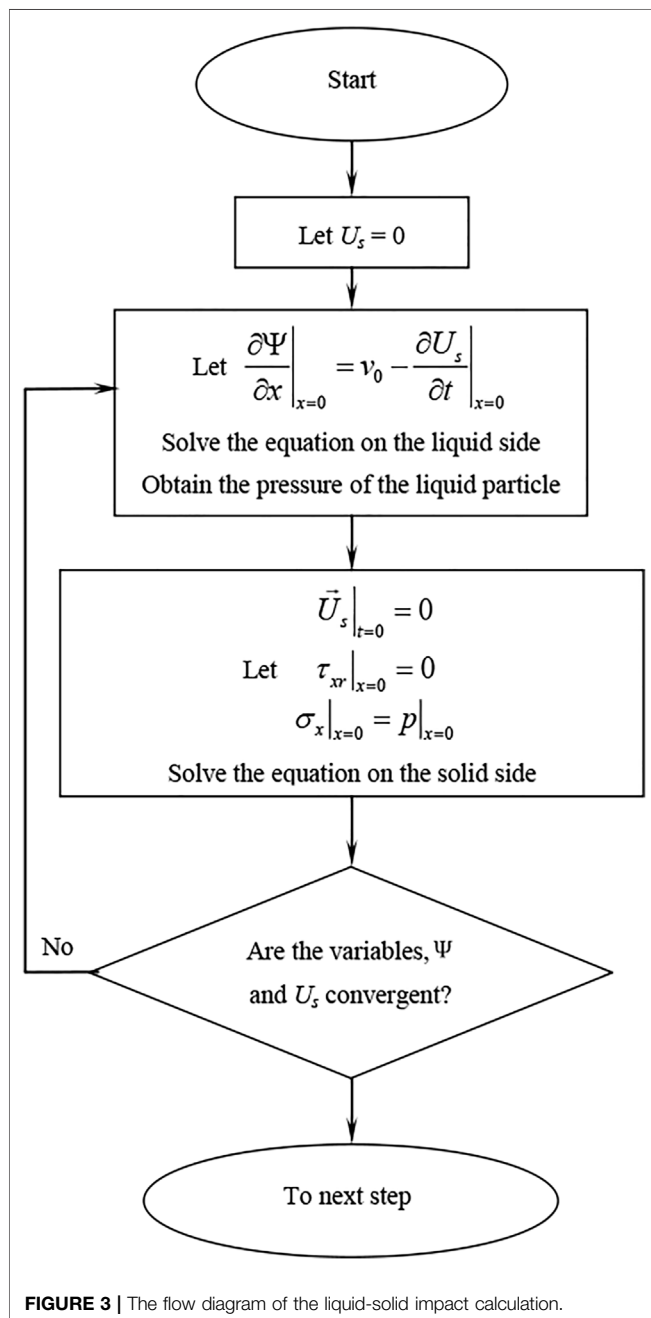 Start
Let U_s = 0
Let ∂Ψ/∂x|_{x=0} = v_0 − ∂U_s/∂t|_{x=0}
Solve the equation on the liquid side
Obtain the pressure of the liquid particle
\vec{U}_s|_{t=0} = 0
Let τ_{xr}|_{x=0} = 0
σ_x|_{x=0} = p|_{x=0}
Solve the equation on the solid side
No
Are the variables, Ψ
and U_s convergent?
To next step
FIGURE 3 | The flow diagram of the liquid-solid impact calculation.